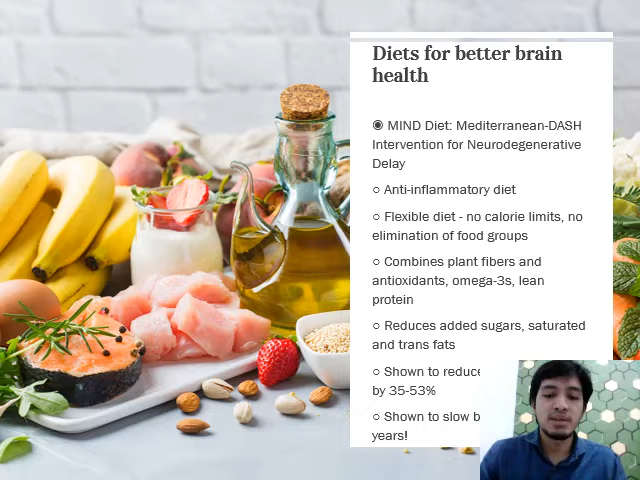 Diets for better brain
health
◉ MIND Diet: Mediterranean-DASH
Intervention for Neurodegenerative
Delay
○ Anti-inflammatory diet
○ Flexible diet - no calorie limits, no
elimination of food groups
○ Combines plant fibers and
antioxidants, omega-3s, lean
protein
○ Reduces added sugars, saturated
and trans fats
○ Shown to reduce
by 35-53%
○ Shown to slow
years!